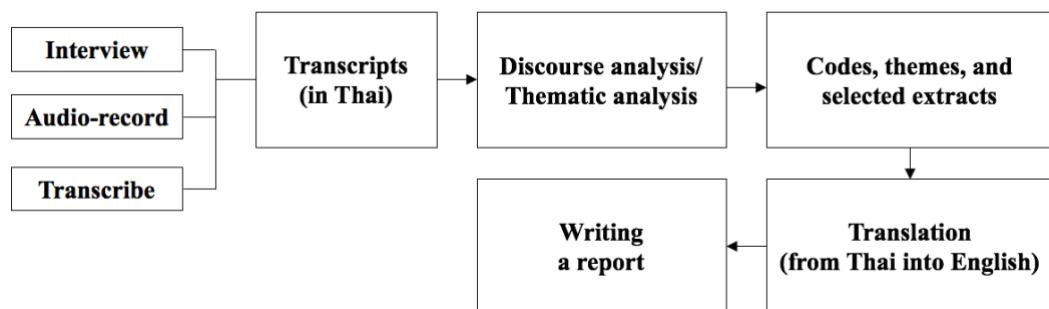 Interview
Audio-record
Transcribe
Transcripts
(in Thai)
Discourse analysis/
Thematic analysis
Codes, themes, and
selected extracts
Translation
(from Thai into English)
Writing
a report